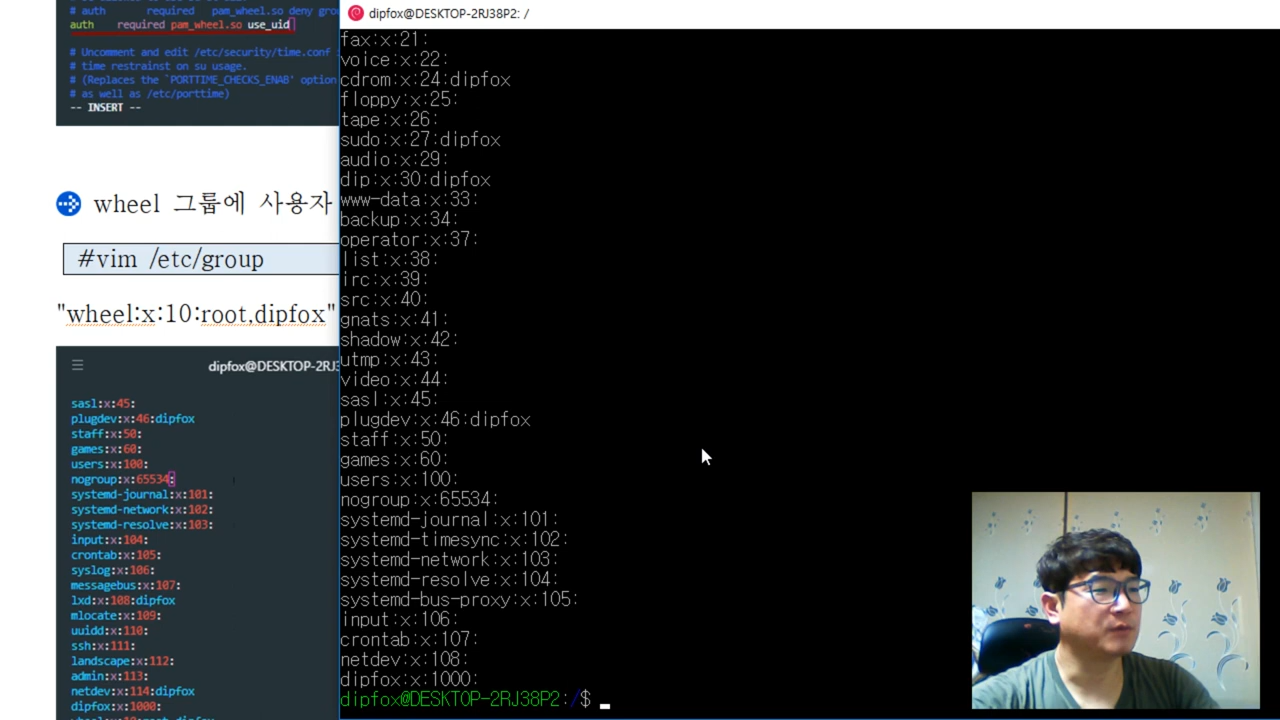 # auth       required   pam_wheel.so deny
auth    required pam_wheel.so use_uid
# Uncomment and edit /etc/security/time.conf
# time restrainst on su usage.
# (Replaces the `PORTTIME_CHECKS_ENAB' option
# as well as /etc/porttime)
-- INSERT --
wheel 그룹에 사용자
#vim /etc/group
"wheel:x:10:root,dipfox"
dipfox@DESKTOP-2RJ3
sasl:x:45:
plugdev:x:46:dipfox
staff:x:50:
games:x:60:
users:x:100:
nogroup:x:65534:
systemd-journal:x:101:
systemd-network:x:102:
systemd-resolve:x:103:
input:x:104:
crontab:x:105:
syslog:x:106:
messagebus:x:107:
lxd:x:108:dipfox
mlocate:x:109:
uuidd:x:110:
ssh:x:111:
landscape:x:112:
admin:x:113:
netdev:x:114:dipfox
dipfox:x:1000:
dipfox@DESKTOP-2RJ38P2: /
fax:x:21:
voice:x:22:
cdrom:x:24:dipfox
floppy:x:25:
tape:x:26:
sudo:x:27:dipfox
audio:x:29:
dip:x:30:dipfox
www-data:x:33:
backup:x:34:
operator:x:37:
list:x:38:
irc:x:39:
src:x:40:
gnats:x:41:
shadow:x:42:
utmp:x:43:
video:x:44:
sasl:x:45:
plugdev:x:46:dipfox
staff:x:50:
games:x:60:
users:x:100:
nogroup:x:65534:
systemd-journal:x:101:
systemd-timesync:x:102:
systemd-network:x:103:
systemd-resolve:x:104:
systemd-bus-proxy:x:105:
input:x:106:
crontab:x:107:
netdev:x:108:
dipfox:x:1000:
dipfox@DESKTOP-2RJ38P2:/$